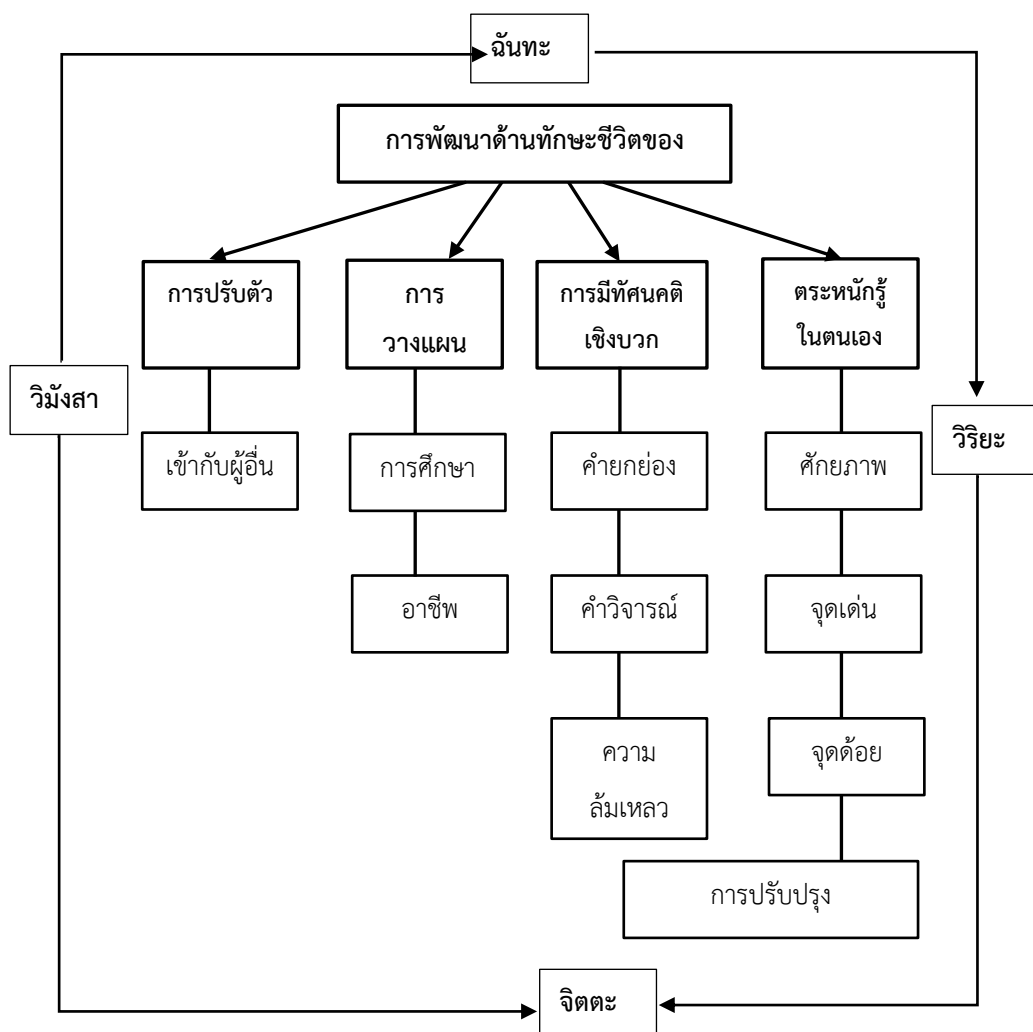 ฉันทะ
การพัฒนาด้านทักษะชีวิตของ
การปรับตัว
การ
วางแผน
การมีทัศนคติ
เชิงบวก
ตระหนักรู้
ในตนเอง
วิมังสา
วิริยะ
เข้ากับผู้อื่น
การศึกษา
คำยกย่อง
ศักยภาพ
อาชีพ
คำวิจารณ์
จุดเด่น
ความ
ล้มเหลว
จุดด้อย
การปรับปรุง
จิตตะ